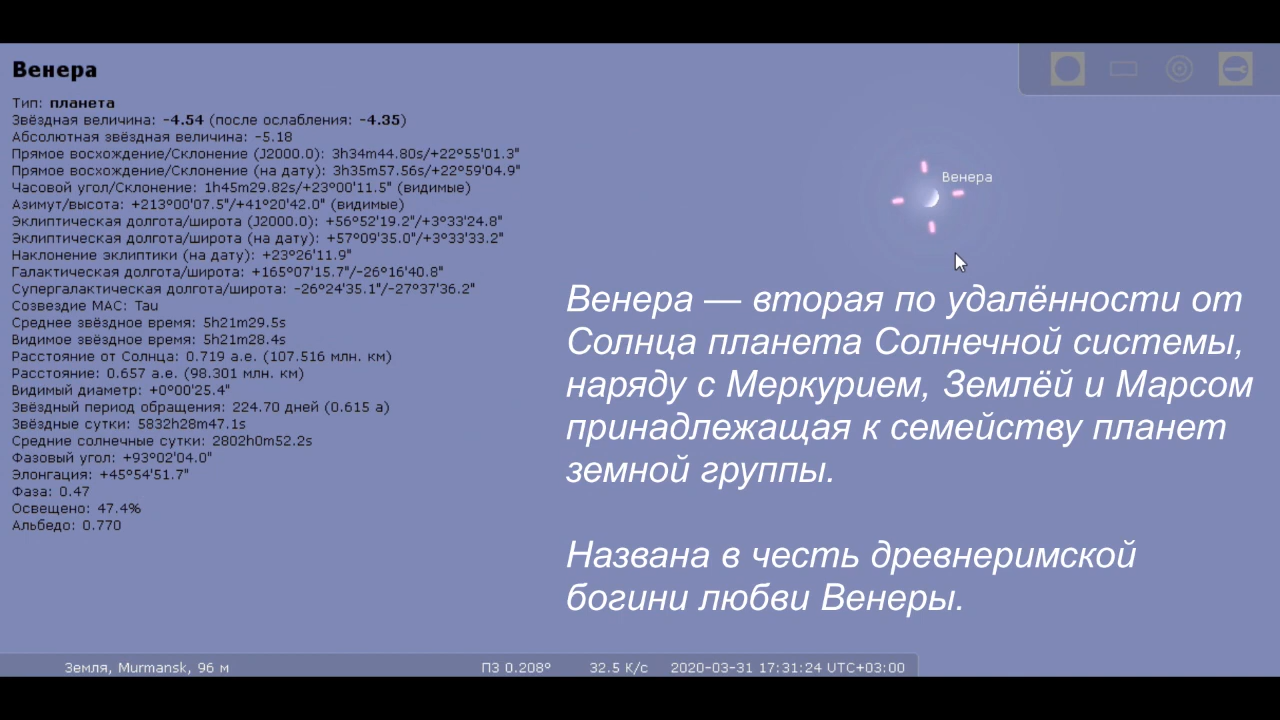 Венера
Тип: планета
Звёздная величина: -4.54 (после ослабления: -4.35)
Абсолютная звёздная величина: -5.18
Прямое восхождение/Склонение (J2000.0): 3h34m44.80s/+22°55'01.3"
Прямое восхождение/Склонение (на дату): 3h35m57.56s/+22°59'04.9"
Часовой угол/Склонение: 1h45m29.82s/+23°00'11.5" (видимые)
Азимут/высота: +213°00'07.5"/+41°20'42.0" (видимые)
Эклиптическая долгота/широта (J2000.0): +56°52'19.2"/+3°33'24.8"
Эклиптическая долгота/широта (на дату): +57°09'35.0"/+3°33'33.2"
Наклонение эклиптики (на дату): +23°26'11.9"
Галактическая долгота/широта: +165°07'15.7"/-26°16'40.8"
Супергалактическая долгота/широта: -26°24'35.1"/-27°37'36.2"
Созвездие МАС: Tau
Среднее звёздное время: 5h21m29.5s
Видимое звёздное время: 5h21m28.4s
Расстояние от Солнца: 0.719 а.е. (107.516 млн. км)
Расстояние: 0.657 а.е. (98.301 млн. км)
Видимый диаметр: +0°00'25.4"
Звёздный период обращения: 224.70 дней (0.615 a)
Звёздные сутки: 5832h28m47.1s
Средние солнечные сутки: 2802h0m52.2s
Фазовый угол: +93°02'04.0"
Элонгация: +45°54'51.7"
Фаза: 0.47
Освещено: 47.4%
Альбедо: 0.770
Венера
Венера — вторая по удалённости от
Солнца планета Солнечной системы,
наряду с Меркурием, Землёй и Марсом
принадлежащая к семейству планет
земной группы.
Названа в честь древнеримской
богини любви Венеры.
Земля, Murmansk, 96 м
ПЗ 0.208°
32.5 К/с
2020-03-31 17:31:24 UTC+03:00